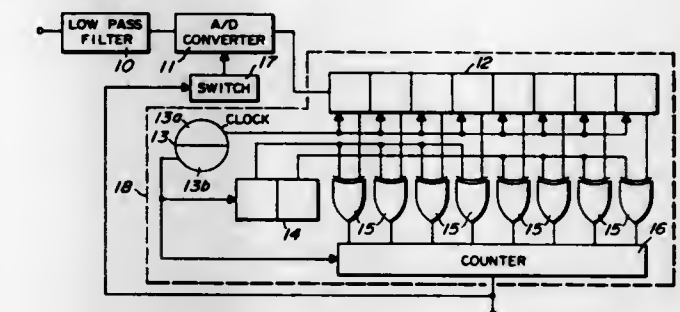 LOW PASS
FILTER
10
A/D
CONVERTER
11
17
SWITCH
12
13a
CLOCK
13
13b
18
14
15
15
15
15
16
COUNTER